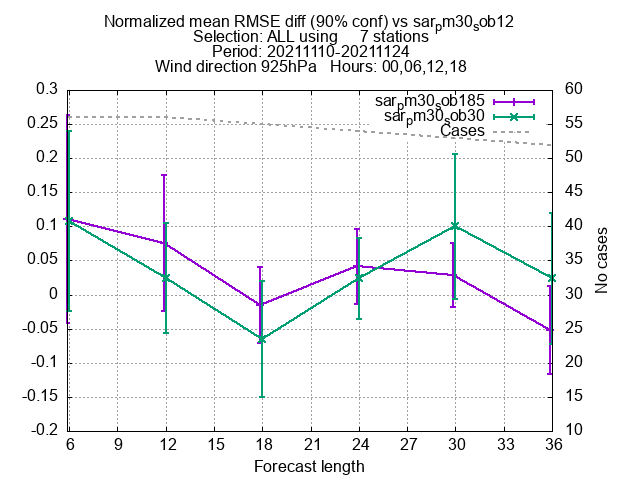 Normalized mean RMSE diff (90% conf) vs sarpm30sob12
Selection: ALL using 7 stations
Period: 20211110-20211124
Wind direction 925hPa Hours: 00,06,12,18
0.3 60
sarpm30sob185
0.25 sarpm30sob30 55
Cases
0.2 50
0.15 45
0.1 40
0.05 35
0 30
-0.05 25
-0.1 20
-0.15 15
-0.2 10
No cases
6 9 12 15 18 21 24 27 30 33 36
Forecast length